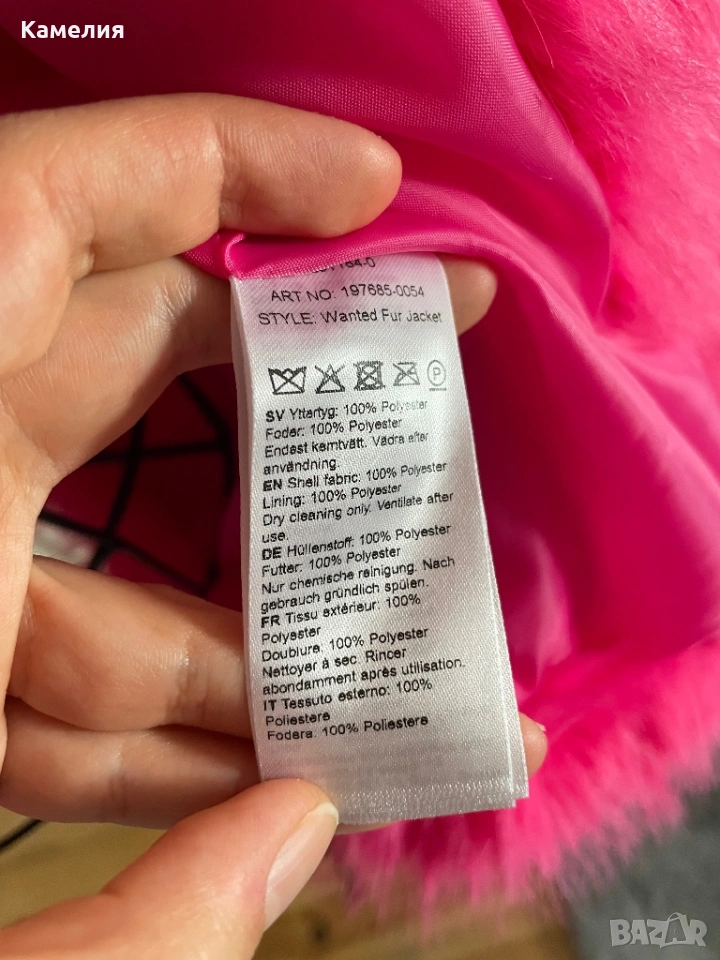 Камелия
ART NO: 197685-0054
STYLE: Wanted Fur Jacket
P
SV Yttertyg: 100% Polyester
Foder: 100% Polyester
Endast kemtvätt. Vädra efter
användning.
EN Shell fabric: 100% Polyester
Lining: 100% Polyester
Dry cleaning only. Ventilate after
use.
DE Hüllenstoff: 100% Polyester
Futter: 100% Polyester
Nur chemische reinigung. Nach
gebrauch gründlich spülen.
FR Tissu extérieur: 100%
Polyester
Doublure: 100% Polyester
Nettoyer à sec. Rincer
abondamment après utilisation.
IT Tessuto esterno: 100%
Poliestere
Fodera: 100% Poliestere
BAZAR